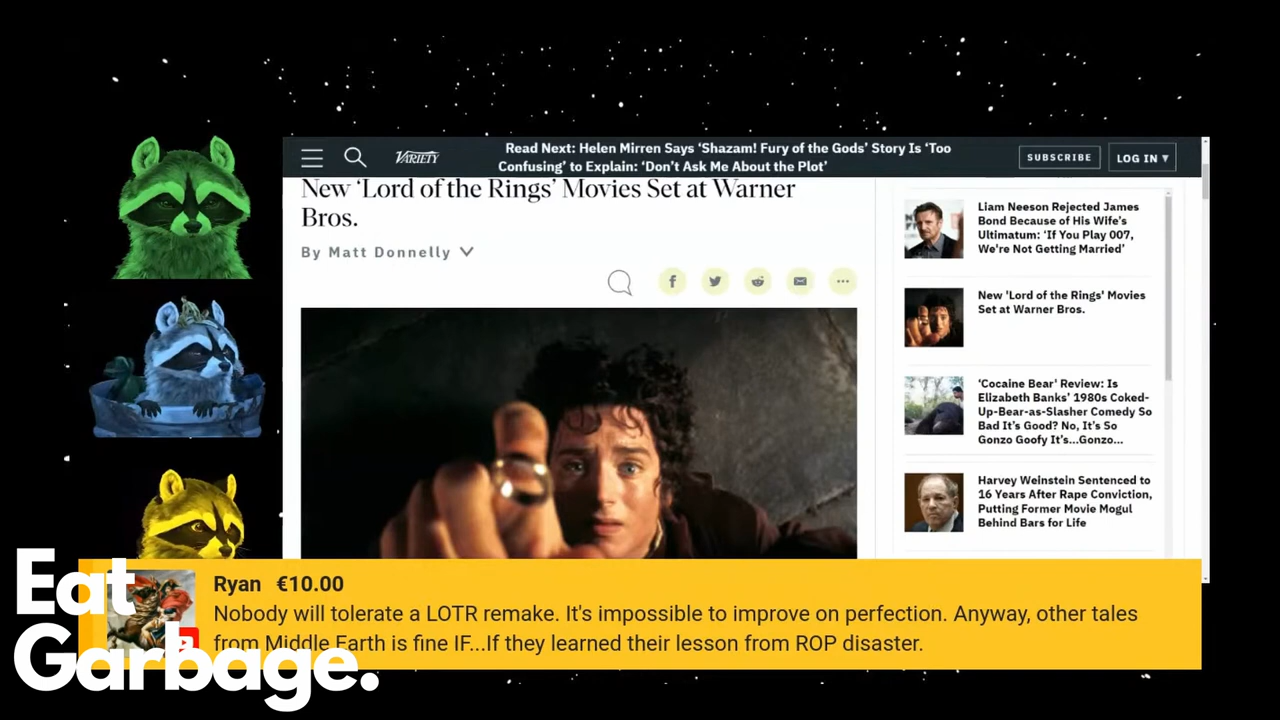 Read Next: Helen Mirren Says ‘Shazam! Fury of the Gods’ Story Is ‘Too
Confusing’ to Explain: ‘Don’t Ask Me About the Plot’
VARIETY
SUBSCRIBE
LOG IN ▾
New ‘Lord of the Rings’ Movies Set at Warner
Bros.
By Matt Donnelly
Liam Neeson Rejected James
Bond Because of His Wife’s
Ultimatum: ‘If You Play 007,
We’re Not Getting Married’
New 'Lord of the Rings' Movies
Set at Warner Bros.
‘Cocaine Bear’ Review: Is
Elizabeth Banks’ 1980s Coked-
Up-Bear-as-Slasher Comedy So
Bad It’s Good? No, It’s So
Gonzo Goofy It’s...Gonzo...
Harvey Weinstein Sentenced to
16 Years After Rape Conviction,
Putting Former Movie Mogul
Behind Bars for Life
Ryan €10.00
Nobody will tolerate a LOTR remake. It's impossible to improve on perfection. Anyway, other tales
from Middle Earth is fine IF...If they learned their lesson from ROP disaster.
Eat
Garbage.